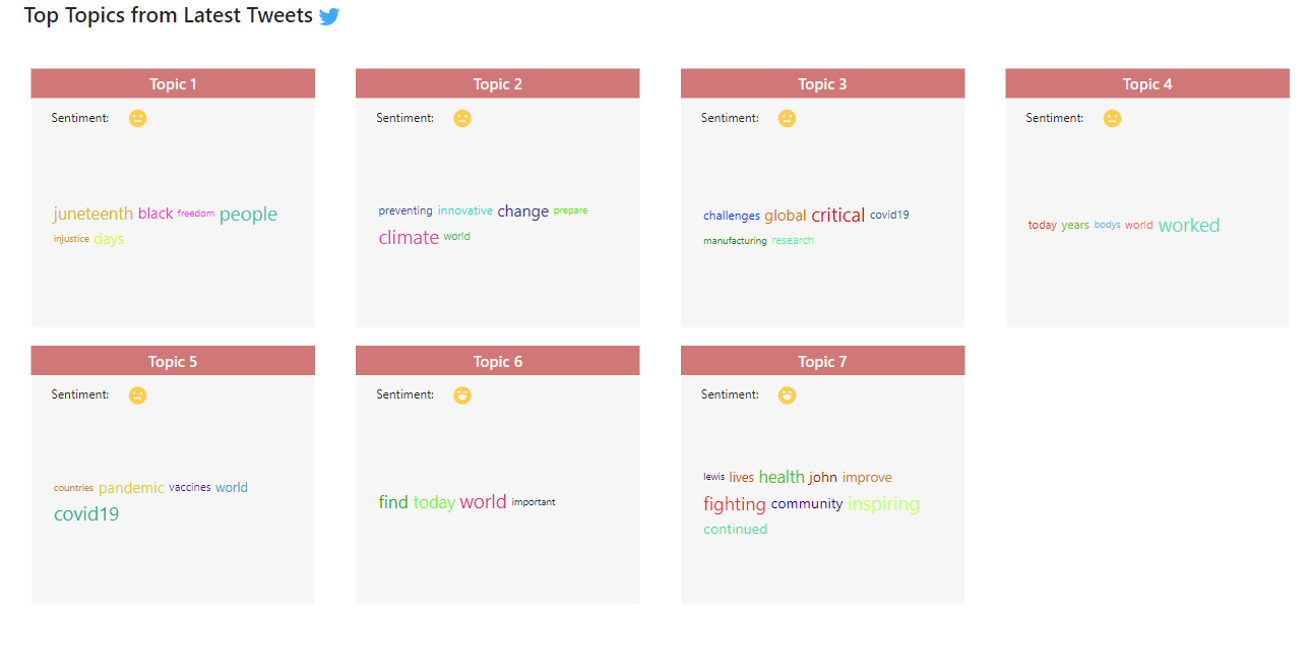 Top Topics from Latest Tweets
Topic 1
Sentiment:
juneteenth black freedom people
injustice days
Topic 2
Sentiment:
preventing innovative change prepare
climate world
Topic 3
Sentiment:
challenges global critical covid19
manufacturing research
Topic 4
Sentiment:
today years bodys world worked
Topic 5
Sentiment:
countries pandemic vaccines world
covid19
Topic 6
Sentiment:
find today world important
Topic 7
Sentiment:
lewis lives health john improve
fighting community inspiring
continued